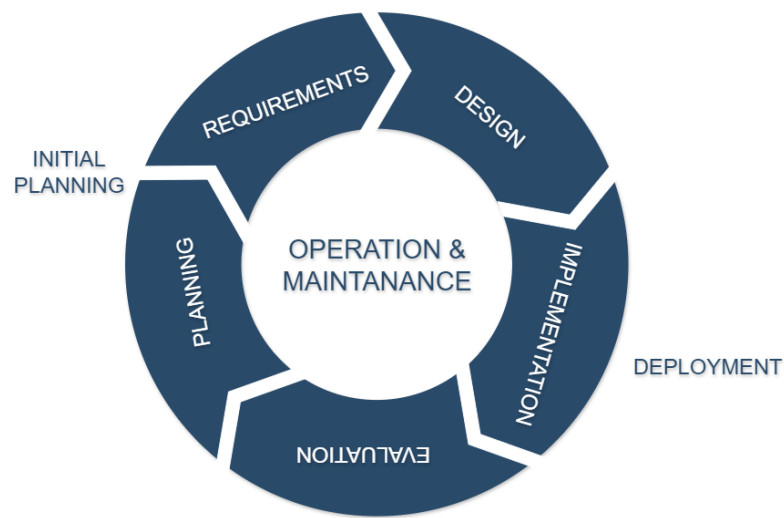 REQUIREMENTS
DESIGN
INITIAL
PLANNING
OPERATION &
MAINTANANCE
PLANNING
IMPLEMENTATION
DEPLOYMENT
EVALUATION